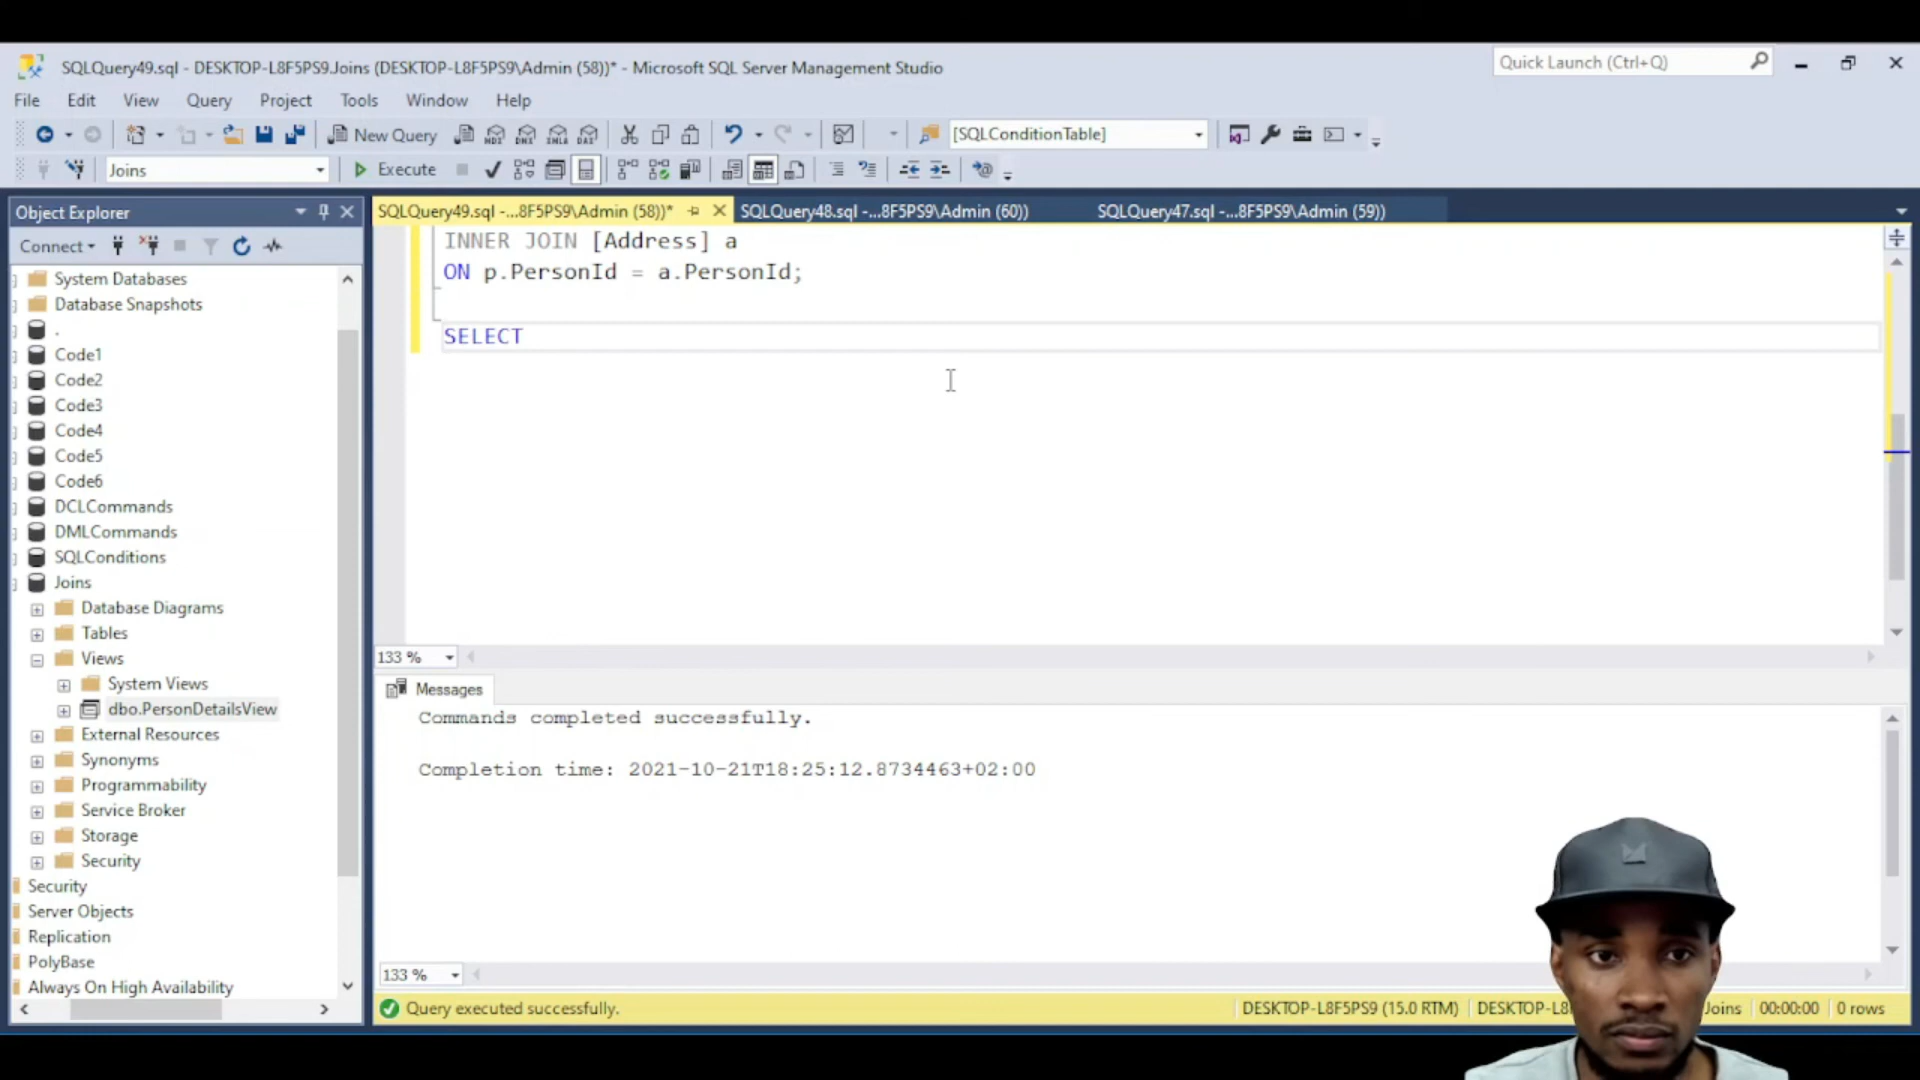 SQLQuery49.sql - DESKTOP-L8F5PS9.Joins (DESKTOP-L8F5PS9\Admin (58))* - Microsoft SQL Server Management Studio
Quick Launch (Ctrl+Q)
File Edit View Query Project Tools Window Help
New Query
[SQLConditionTable]
Joins
Execute
Object Explorer
Connect
System Databases
Database Snapshots
.
Code1
Code2
Code3
Code4
Code5
Code6
DCLCommands
DMLCommands
SQLConditions
Joins
Database Diagrams
Tables
Views
System Views
dbo.PersonDetailsView
External Resources
Synonyms
Programmability
Service Broker
Storage
Security
Security
Server Objects
Replication
PolyBase
Always On High Availability
SQLQuery49.sql -...8F5PS9\Admin (58))* SQLQuery48.sql -...8F5PS9\Admin (60)) SQLQuery47.sql -...8F5PS9\Admin (59))
INNER JOIN [Address] a
ON p.PersonId = a.PersonId;
SELECT
133 %
Messages
Commands completed successfully.
Completion time: 2021-10-21T18:25:12.8734463+02:00
133 %
Query executed successfully.
DESKTOP-L8F5PS9 (15.0 RTM) DESKTOP-L8 Joins 00:00:00 0 rows